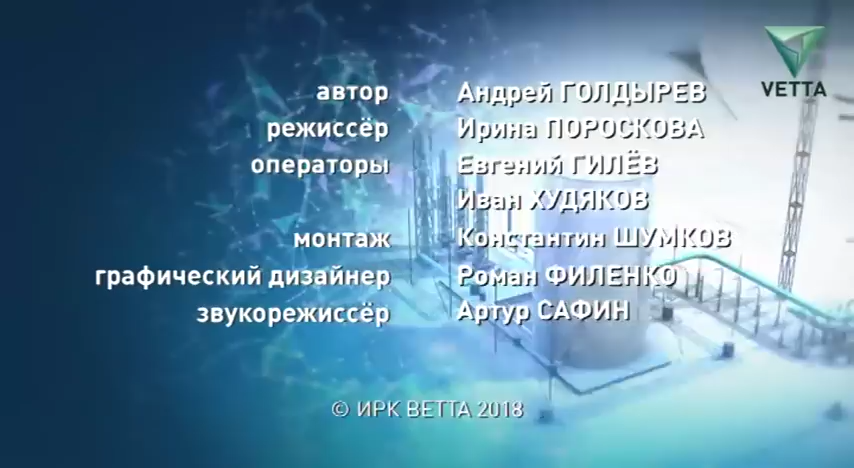 VETTA
автор Андрей ГОЛДЫРЕВ
режиссёр Ирина ПОРОСКОВА
операторы Евгений ГИЛЁВ
Иван ХУДЯКОВ
монтаж Константин ШУМКОВ
графический дизайнер Роман ФИЛЕНКО
звукорежиссёр Артур САФИН
© ИРК ВЕТТА 2018